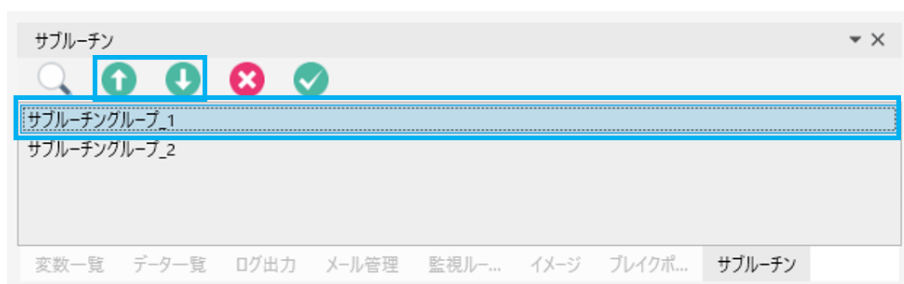 サブルーチン
サブルーチングループ_1
サブルーチングループ_2
変数一覧 データ一覧 ログ出力 メール管理 監視ルー... イメージ ブレイクポ... サブルーチン